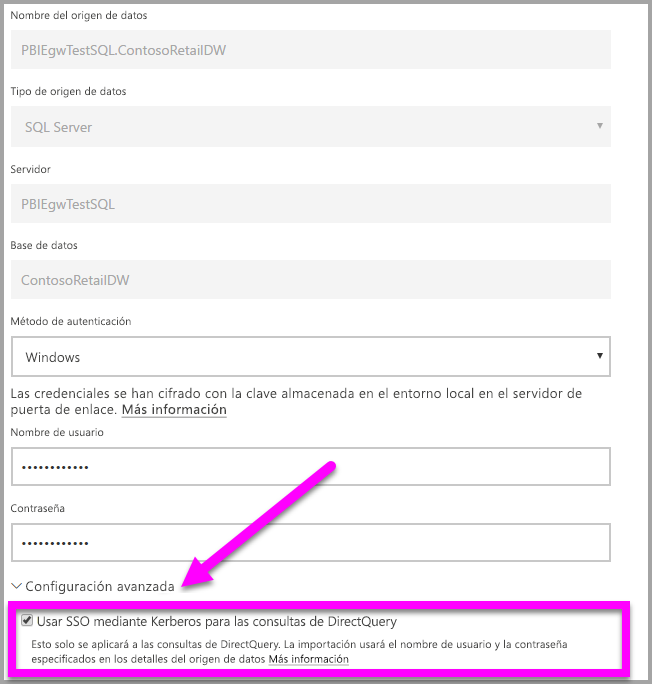 Nombre del origen de datos
PBIEgwTestSQL.ContosoRetailDW
Tipo de origen de datos
SQL Server
Servidor
PBIEgwTestSQL
Base de datos
ContosoRetailDW
Método de autenticación
Windows
Las credenciales se han cifrado con la clave almacenada en el entorno local en el servidor de
puerta de enlace. Más información
Nombre de usuario
••••••••••••
Contraseña
••••••••••••
Configuración avanzada
Usar SSO mediante Kerberos para las consultas de DirectQuery
Esto solo se aplicará a las consultas de DirectQuery. La importación usará el nombre de usuario y la contraseña
especificados en los detalles del origen de datos Más información